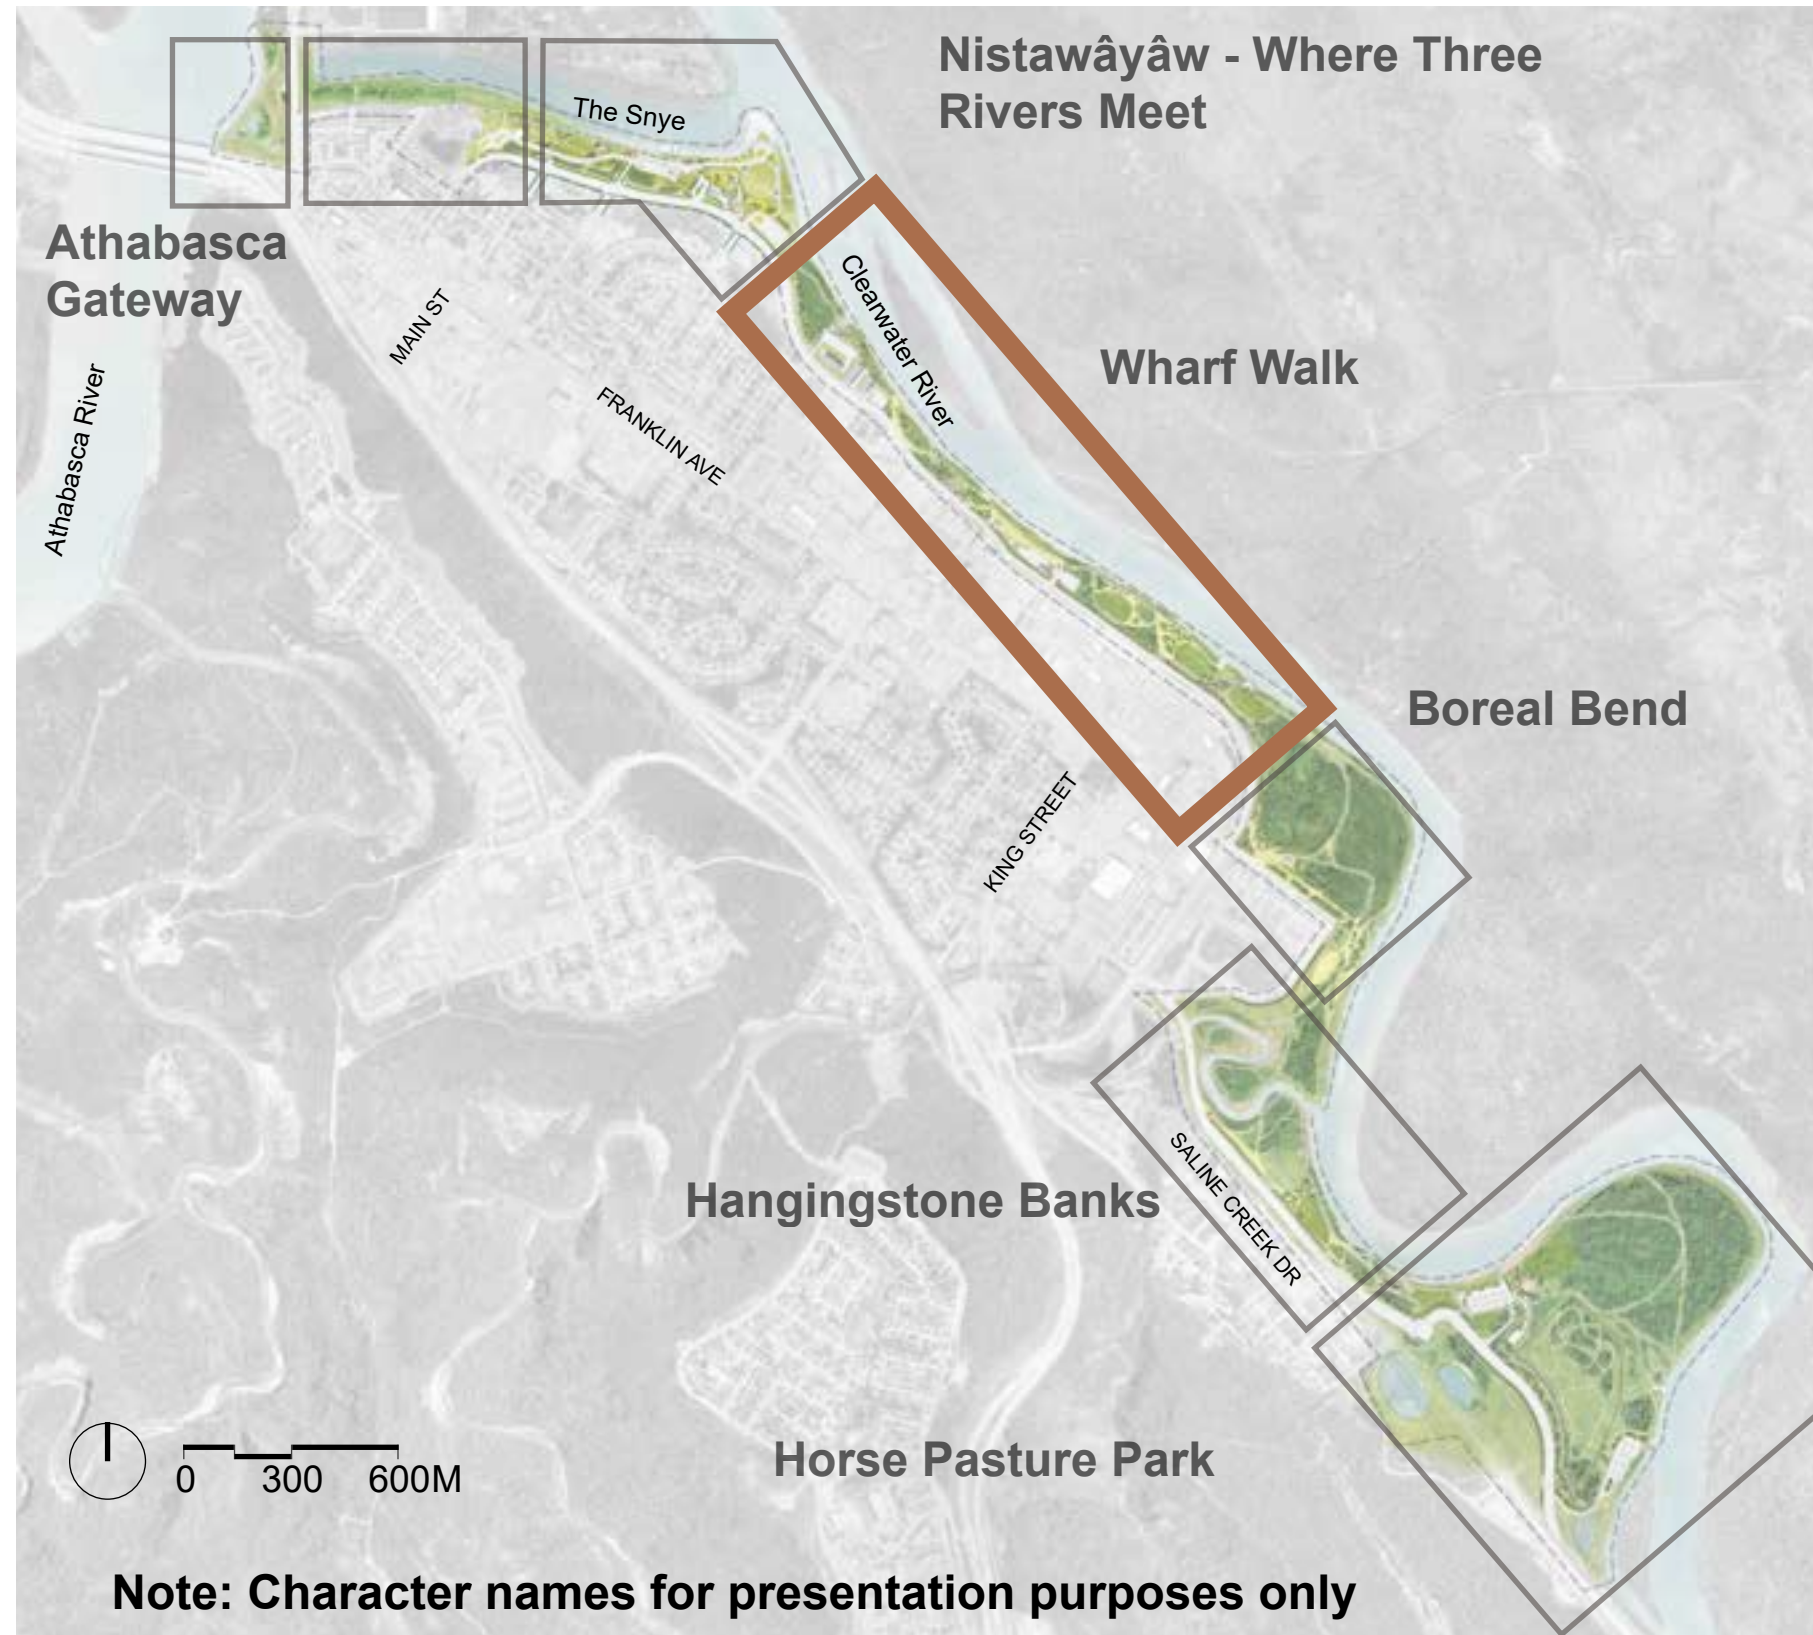 Nistawâyâw - Where Three
Rivers Meet
The Snye
Athabasca
Gateway
Clearwater River
MAIN ST
Wharf Walk
Athabasca River
FRANKLIN AVE
Boreal Bend
KING STREET
Hangingstone Banks
SALINE CREEK DR
Horse Pasture Park
0 300 600M
Note: Character names for presentation purposes only